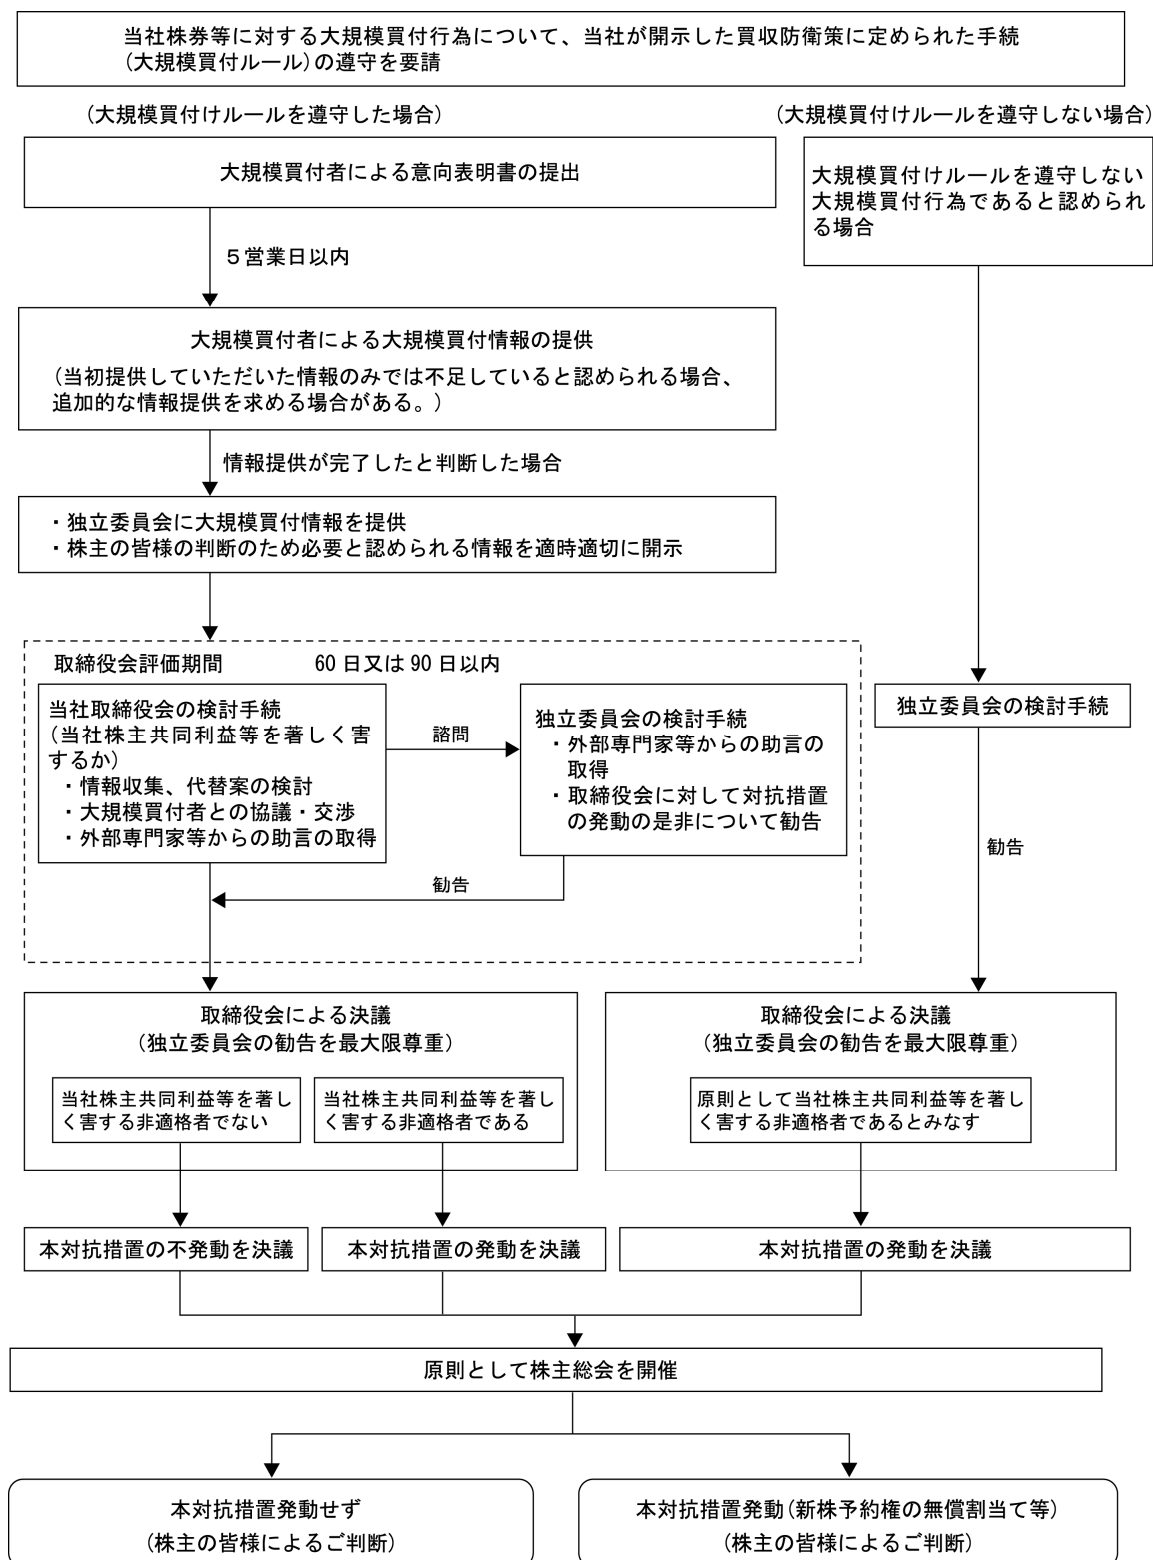 当社株券等に対する大規模買付行為について、当社が開示した買収防衛策に定められた手続
(大規模買付ルール)の遵守を要請
(大規模買付けルールを遵守した場合)
(大規模買付けルールを遵守しない場合)
大規模買付者による意向表明書の提出
大規模買付けルールを遵守しない
大規模買付行為であると認められ
る場合
５営業日以内
大規模買付者による大規模買付情報の提供
(当初提供していただいた情報のみでは不足していると認められる場合、
追加的な情報提供を求める場合がある。)
情報提供が完了したと判断した場合
・独立委員会に大規模買付情報を提供
・株主の皆様の判断のため必要と認められる情報を適時適切に開示
取締役会評価期間 60 日又は 90 日以内
当社取締役会の検討手続
(当社株主共同利益等を著しく害
するか)
・情報収集、代替案の検討
・大規模買付者との協議・交渉
・外部専門家等からの助言の取得
諮問
独立委員会の検討手続
・外部専門家等からの助言の
取得
・取締役会に対して対抗措置
の発動の是非について勧告
勧告
独立委員会の検討手続
勧告
取締役会による決議
(独立委員会の勧告を最大限尊重)
当社株主共同利益等を著し
く害する非適格者でない
当社株主共同利益等を著し
く害する非適格者である
取締役会による決議
(独立委員会の勧告を最大限尊重)
原則として当社株主共同利益等を著し
く害する非適格者であるとみなす
本対抗措置の不発動を決議
本対抗措置の発動を決議
本対抗措置の発動を決議
原則として株主総会を開催
本対抗措置発動せず
(株主の皆様によるご判断)
本対抗措置発動(新株予約権の無償割当て等)
(株主の皆様によるご判断)